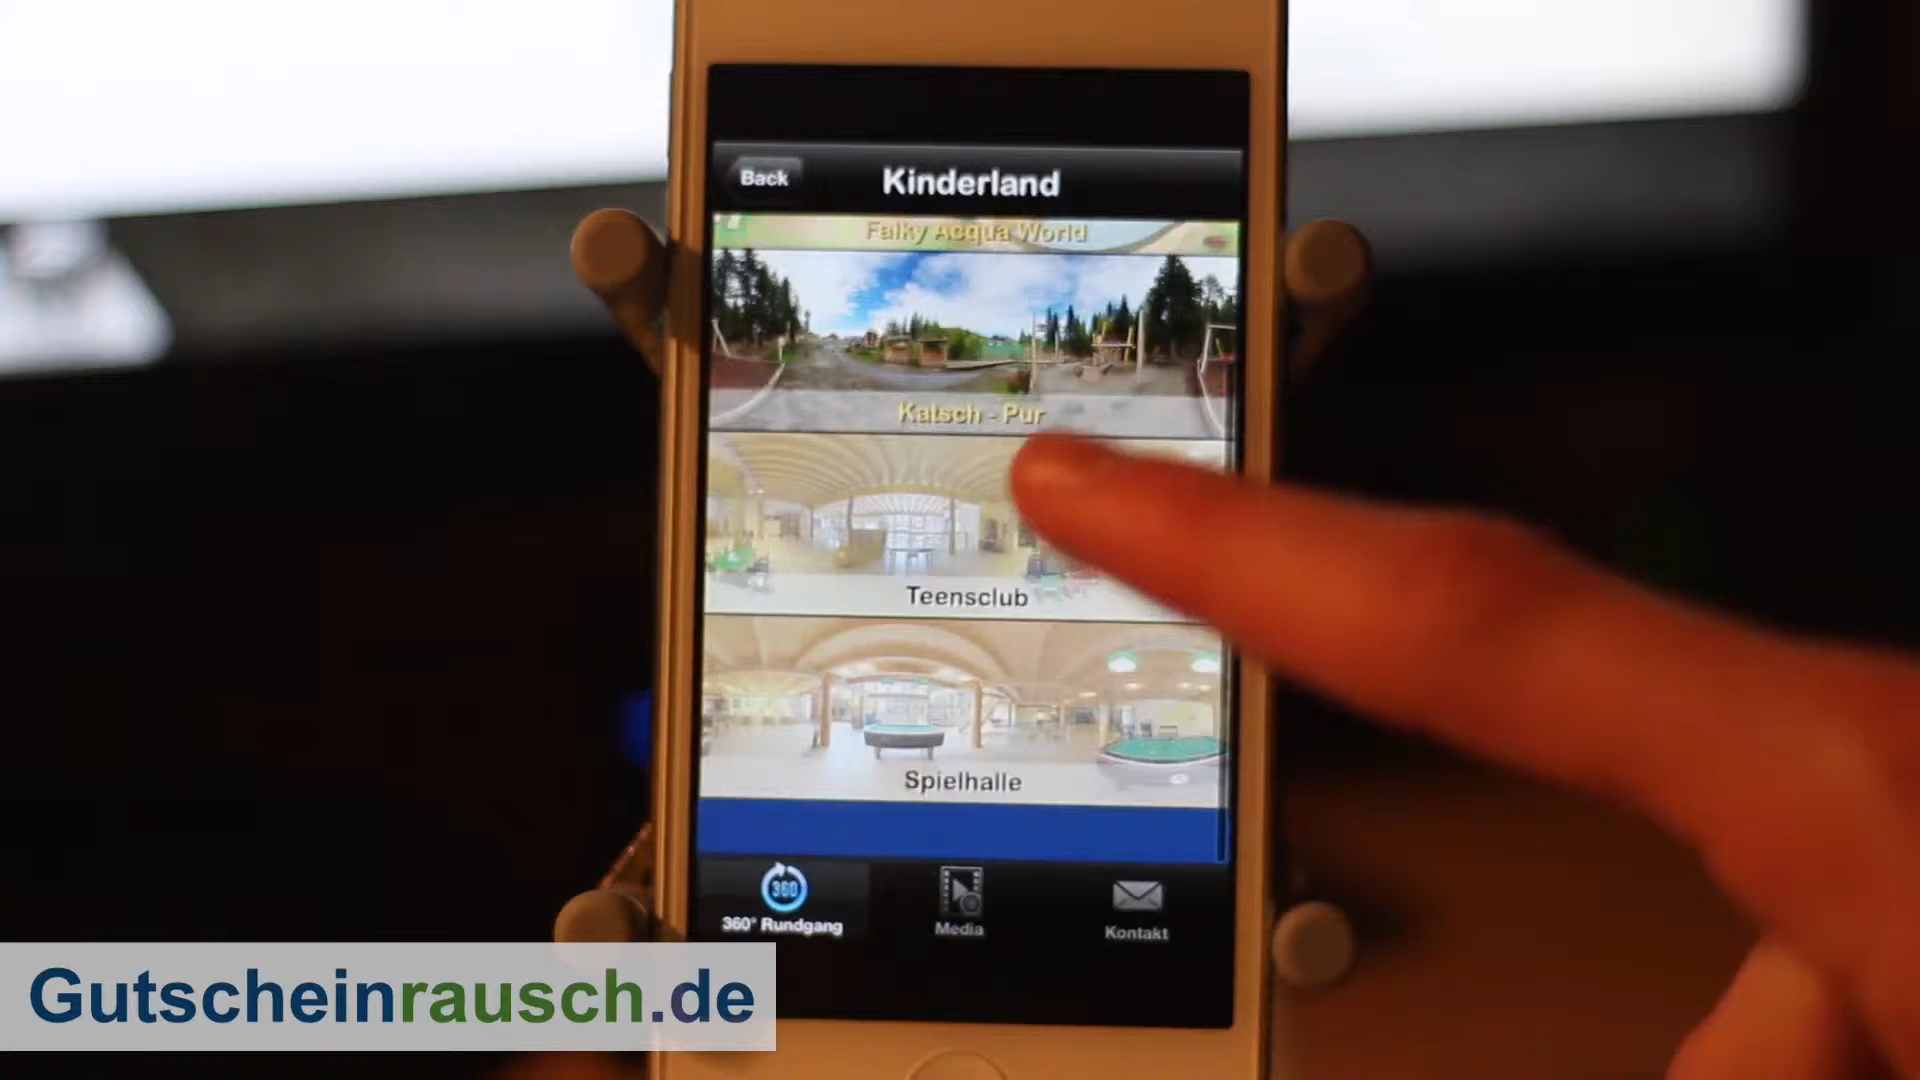 Back
Kinderland
Falky Acqua World
Katsch - Pur
Teensclub
Spielhalle
360
360° Rundgang
Media
Kontakt
Gutscheinrausch.de